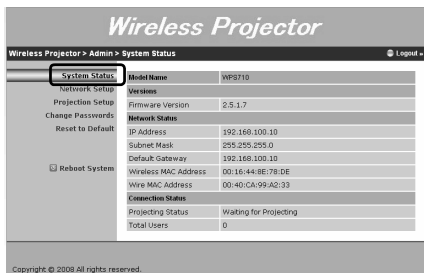 Wireless Projector
Wireless Projector > Admin > System Status
Logout »
System Status
Network Setup
Projection Setup
Change Passwords
Reset to Default
Reboot System
Model Name WPS710
Versions
Firmware Version 2.5.1.7
Network Status
IP Address 192.168.100.10
Subnet Mask 255.255.255.0
Default Gateway 192.168.100.10
Wireless MAC Address 00:16:44:8E:78:DE
Wire MAC Address 00:40:CA:99:A2:33
Connection Status
Projecting Status Waiting for Projecting
Total Users 0
Copyright © 2008 All rights reserved.